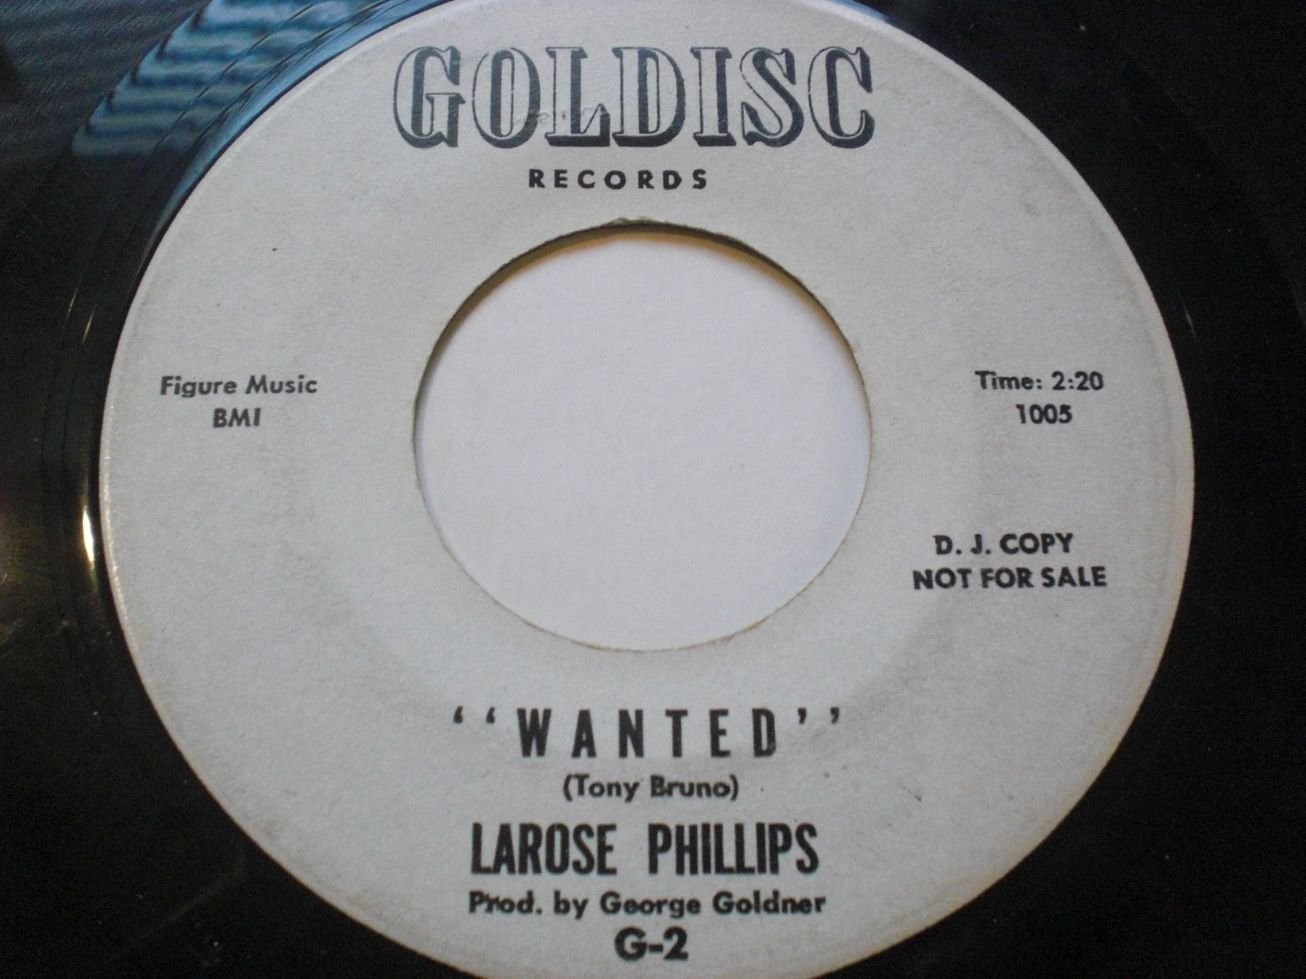 GOLDISC
RECORDS
Figure Music
BMI
Time: 2:20
1005
D. J. COPY
NOT FOR SALE
‘‘WANTED’’
(Tony Bruno)
LAROSE PHILLIPS
Prod. by George Goldner
G-2